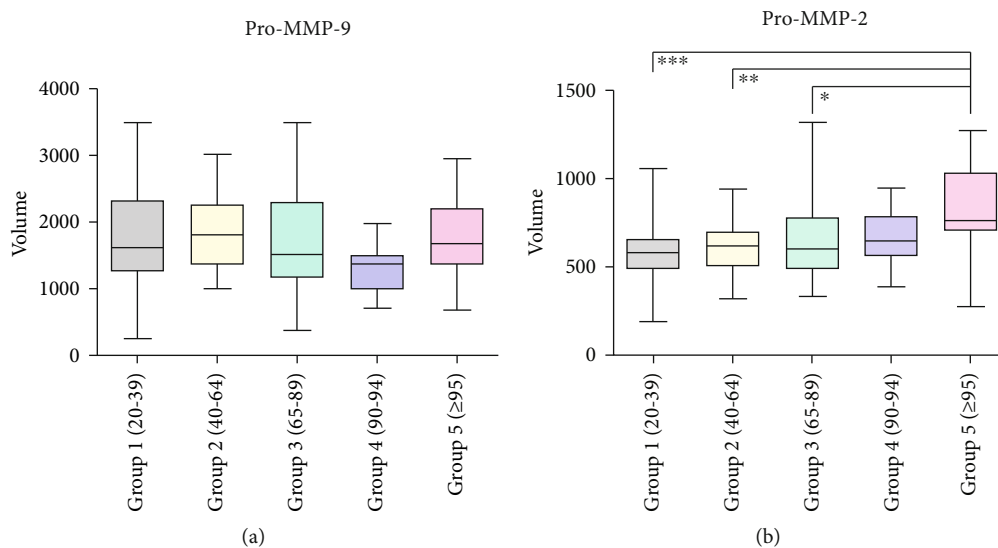 Pro-MMP-9
Volume
4000
3000
2000
1000
0
Group 1 (20-39)
Group 2 (40-64)
Group 3 (65-89)
Group 4 (90-94)
Group 5 (≥95)
(a)
Pro-MMP-2
Volume
***
**
*
1500
1000
500
0
Group 1 (20-39)
Group 2 (40-64)
Group 3 (65-89)
Group 4 (90-94)
Group 5 (≥95)
(b)